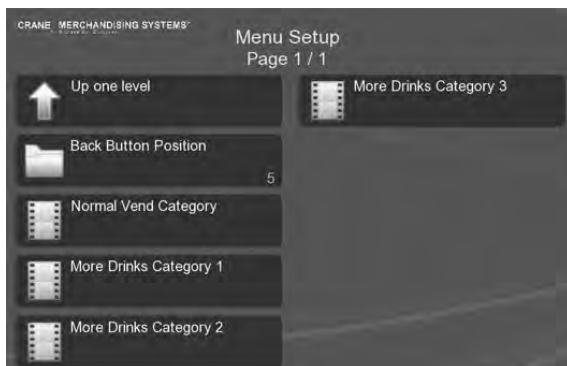 CRANE MERCHANDISING SYSTEMS
Menu Setup
Page 1 / 1
Up one level
Back Button Position
5
Normal Vend Category
More Drinks Category 1
More Drinks Category 2
More Drinks Category 3